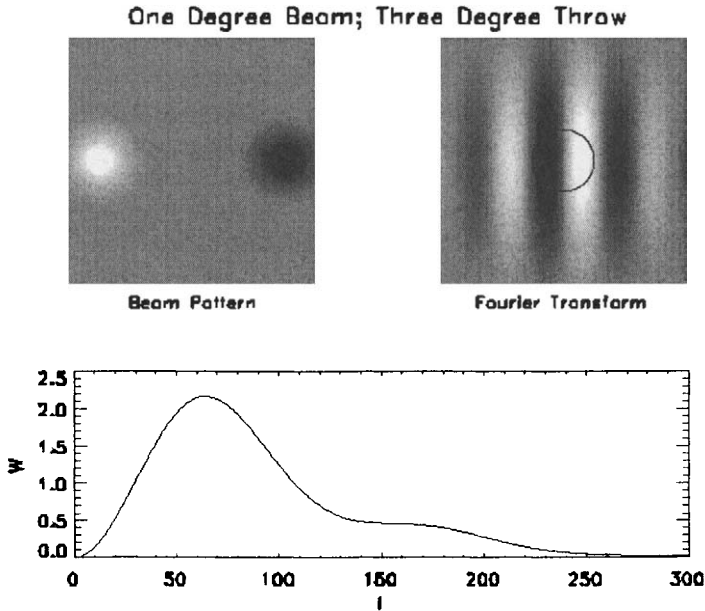 One Degree Beam; Three Degree Throw
Beam Pattern
Fourier Transform
2.5
2.0
1.5
1.0
0.5
0.0
W
0
50
100
150
200
250
300
l